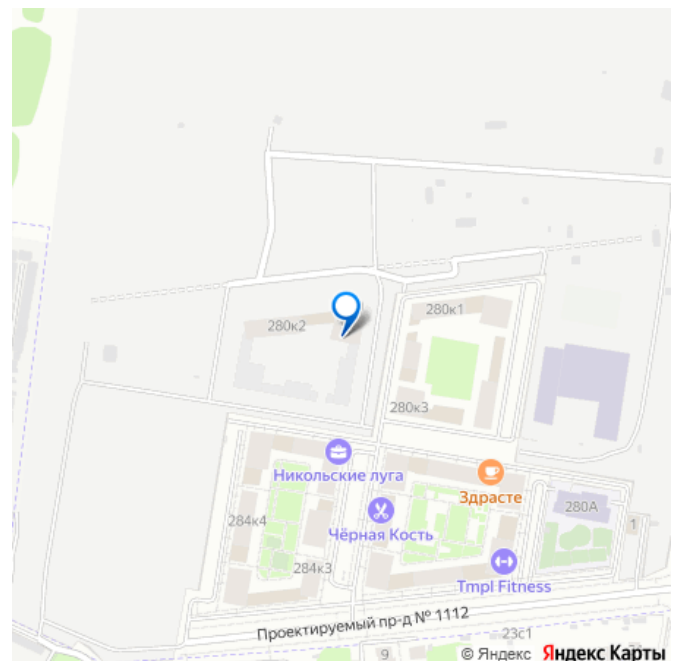 280к1
280к2
280к3
Никольские луга
Здрасте
284к4
280А
Чёрная Кость
1
284к3
Tmpl Fitness
Проектируемый пр-д № 1112
23с1
9
© Яндекс Яндекс Карты